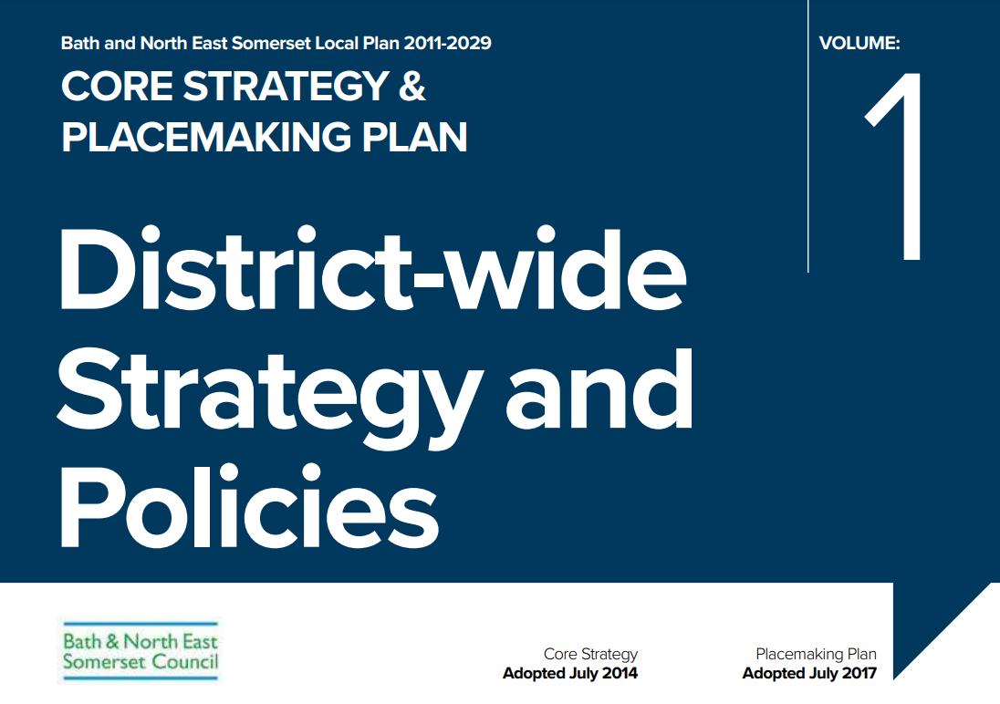 Bath and North East Somerset Local Plan 2011-2029
CORE STRATEGY &
PLACEMAKING PLAN
VOLUME:
1
District-wide
Strategy and
Policies
Bath & North East
Somerset Council
Core Strategy
Adopted July 2014
Placemaking Plan
Adopted July 2017